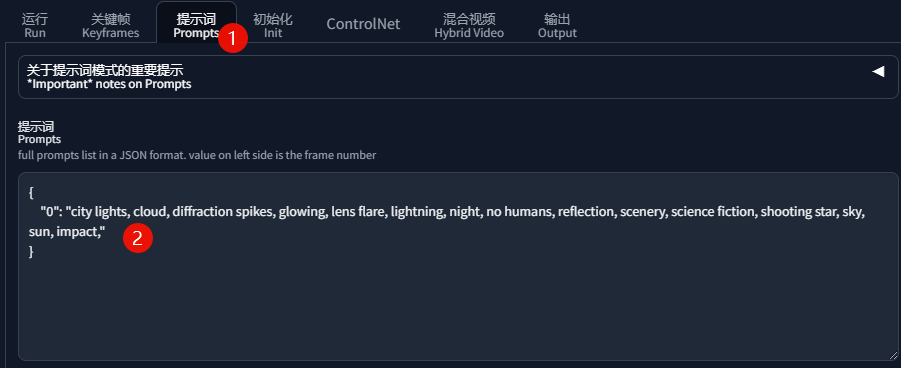 运行 关键帧 提示词 初始化 ControlNet 混合视频 输出
Run Keyframes Prompts Init Hybrid Video Output
1
关于提示词模式的重要提示
*Important* notes on Prompts
提示词
Prompts
full prompts list in a JSON format. value on left side is the frame number
{
"0": "city lights, cloud, diffraction spikes, glowing, lens flare, lightning, night, no humans, reflection, scenery, science fiction, shooting star, sky,
sun, impact,"
2
}